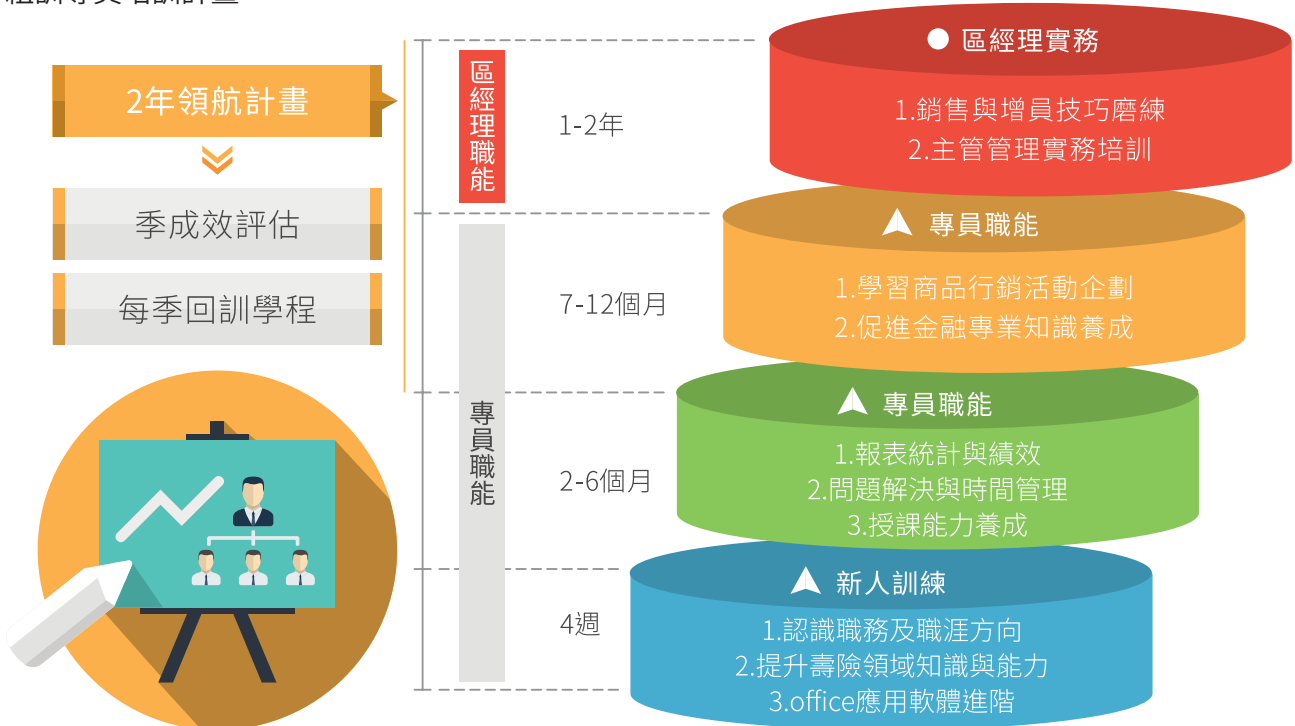 2年領航計畫
季成效評估
每季回訓學程
區經理職能
專員職能
1-2年
7-12個月
2-6個月
4週
區經理實務
1.銷售與增員技巧磨練
2.主管管理實務培訓
專員職能
1.學習商品行銷活動企劃
2.促進金融專業知識養成
專員職能
1.報表統計與績效
2.問題解決與時間管理
3.授課能力養成
新人訓練
1.認識職務及職涯方向
2.提升壽險領域知識與能力
3.office應用軟體進階